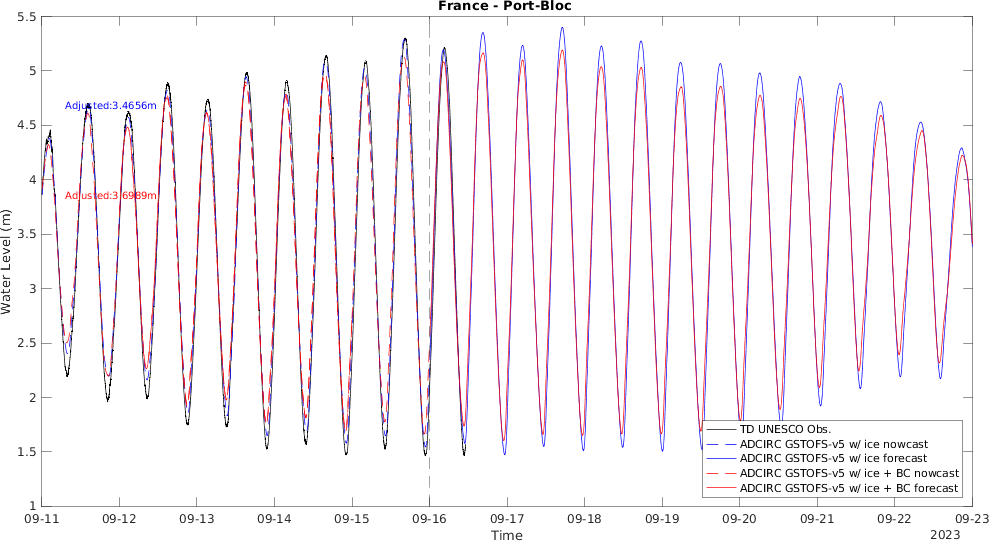 France - Port-Bloc
5.5
5
4.5
4
3.5
3
2.5
2
1.5
1
Water Level (m)
Adjusted:3.4656m
Adjusted:3.6989m
TD UNESCO Obs.
ADCIRC GSTOFS-v5 w/ ice nowcast
ADCIRC GSTOFS-v5 w/ ice forecast
ADCIRC GSTOFS-v5 w/ ice + BC nowcast
ADCIRC GSTOFS-v5 w/ ice + BC forecast
09-11 09-12 09-13 09-14 09-15 09-16 09-17 09-18 09-19 09-20 09-21 09-22 09-23
Time
2023